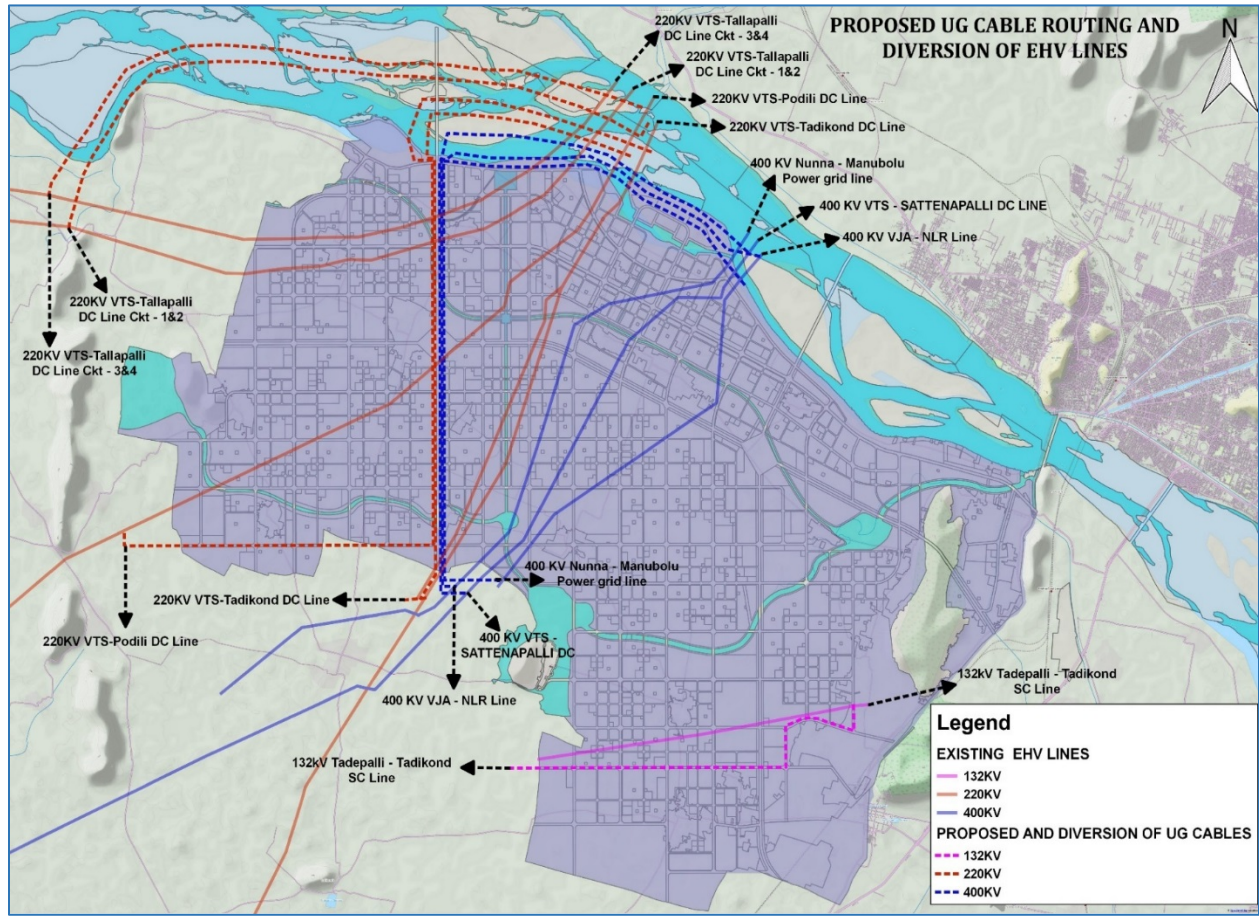 PROPOSED UG CABLE ROUTING AND
DIVERSION OF EHV LINES
N
220KV VTS-Tallapalli
DC Line Ckt - 3&4
220KV VTS-Tallapalli
DC Line Ckt - 1&2
220KV VTS-Podili DC Line
220KV VTS-Tadikond DC Line
400 KV Nunna - Manubolu
Power grid line
400 KV VTS - SATTENAPALLI DC LINE
400 KV VJA - NLR Line
220KV VTS-Tallapalli
DC Line Ckt - 1&2
220KV VTS-Tallapalli
DC Line Ckt - 3&4
400 KV Nunna - Manubolu
Power grid line
220KV VTS-Tadikond DC Line
220KV VTS-Podili DC Line
400 KV VTS -
SATTENAPALLI DC
400 KV VJA - NLR Line
132kV Tadepalli - Tadikond
SC Line
132kV Tadepalli - Tadikond
SC Line
Legend
EXISTING EHV LINES
132KV
220KV
400KV
PROPOSED AND DIVERSION OF UG CABLES
132KV
220KV
400KV